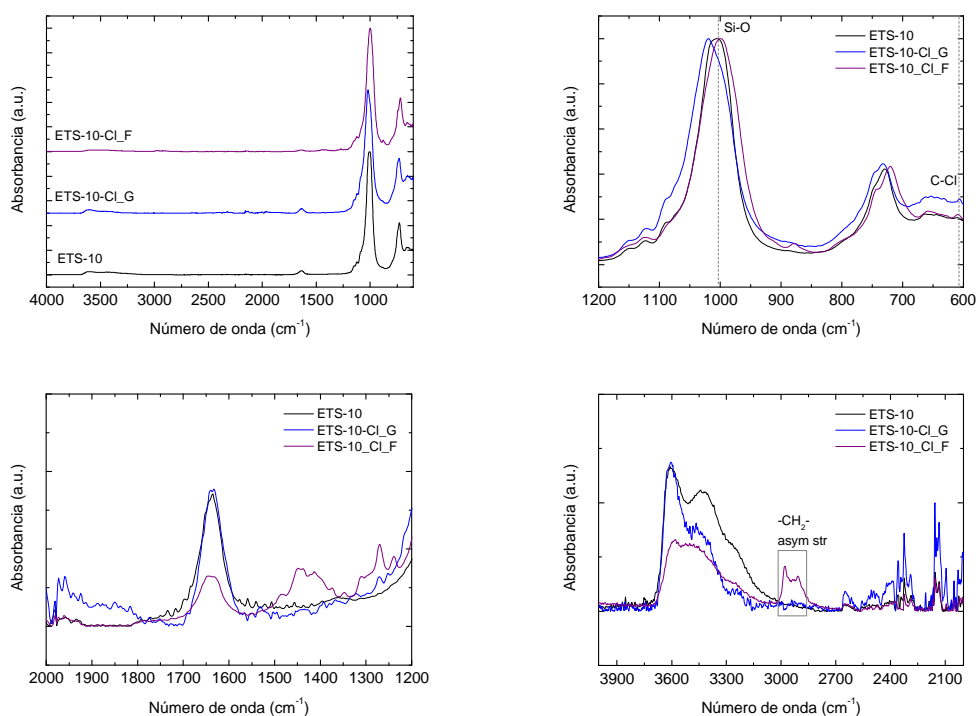 Absorbancia (a.u.)
ETS-10-Cl_F
ETS-10-Cl_G
ETS-10
4000 3500 3000 2500 2000 1500 1000
Número de onda (cm-1)
Absorbancia (a.u.)
Si-O
ETS-10
ETS-10-Cl_G
ETS-10_Cl_F
C-Cl
1200 1100 1000 900 800 700 600
Número de onda (cm-1)
Absorbancia (a.u.)
ETS-10
ETS-10-Cl_G
ETS-10_Cl_F
2000 1900 1800 1700 1600 1500 1400 1300 1200
Número de onda (cm-1)
Absorbancia (a.u.)
ETS-10
ETS-10-Cl_G
ETS-10_Cl_F
-CH2-
asym str
3900 3600 3300 3000 2700 2400 2100
Número de onda (cm-1)